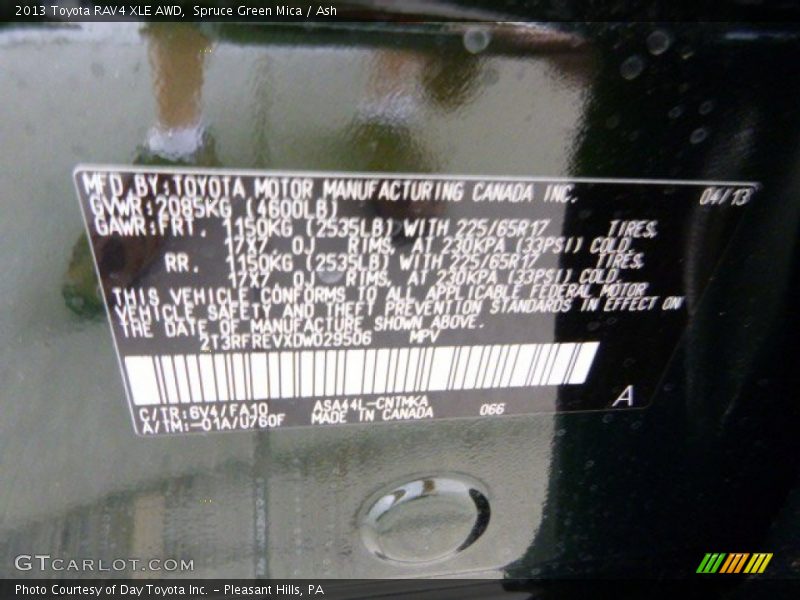 2013 Toyota RAV4 XLE AWD,  Spruce Green Mica / Ash
MFD BY:TOYOTA MOTOR MANUFACTURING CANADA INC. 04/13
GVWR:2085KG (4600LB)
GAWR:FRT. 1150KG (2535LB) WITH 225/65R17 TIRES,
17X7 0J RIMS, AT 230KPA (33PSI) COLD
RR. 1150KG (2535LB) WITH 225/65R17 TIRES,
17X7 0J RIMS, AT 230KPA (33PSI) COLD
THIS VEHICLE CONFORMS TO ALL APPLICABLE FEDERAL MOTOR
VEHICLE SAFETY AND THEFT PREVENTION STANDARDS IN EFFECT ON
THE DATE OF MANUFACTURE SHOWN ABOVE.
2T3RFREVXDW029506 MPV
C/TR:6V4/FA10 ASA44L-CNTMKA 066 A
A/TM:-01A/U760F MADE IN CANADA
GTCARLOT.COM
Photo Courtesy of Day Toyota Inc. - Pleasant Hills, PA